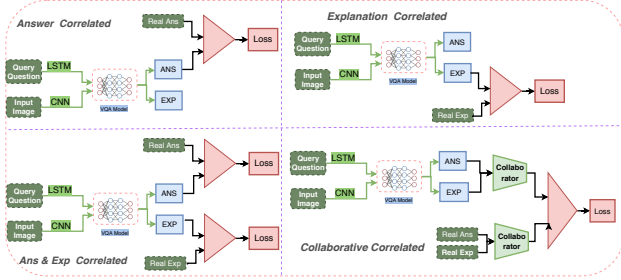 Answer Correlated
Real Ans
Loss
Query
Question
LSTM
ANS
Input
Image
CNN
EXP
VQA Model
Explanation Correlated
Query
Question
LSTM
ANS
Input
Image
CNN
EXP
VQA Model
Loss
Real Exp
Real Ans
Loss
Query
Question
LSTM
ANS
Input
Image
CNN
EXP
VQA Model
Loss
Real Exp
Ans & Exp Correlated
Query
Question
LSTM
ANS
Collabo
rator
Input
Image
CNN
EXP
VQA Model
Loss
Real Ans
Real Exp
Collabo
rator
Collaborative Correlated